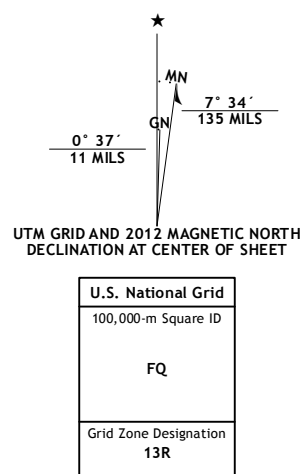 ★
MN
7° 34´
135 MILS
GN
0° 37´
11 MILS
UTM GRID AND 2012 MAGNETIC NORTH
DECLINATION AT CENTER OF SHEET
U.S. National Grid
100,000-m Square ID
FQ
Grid Zone Designation
13R